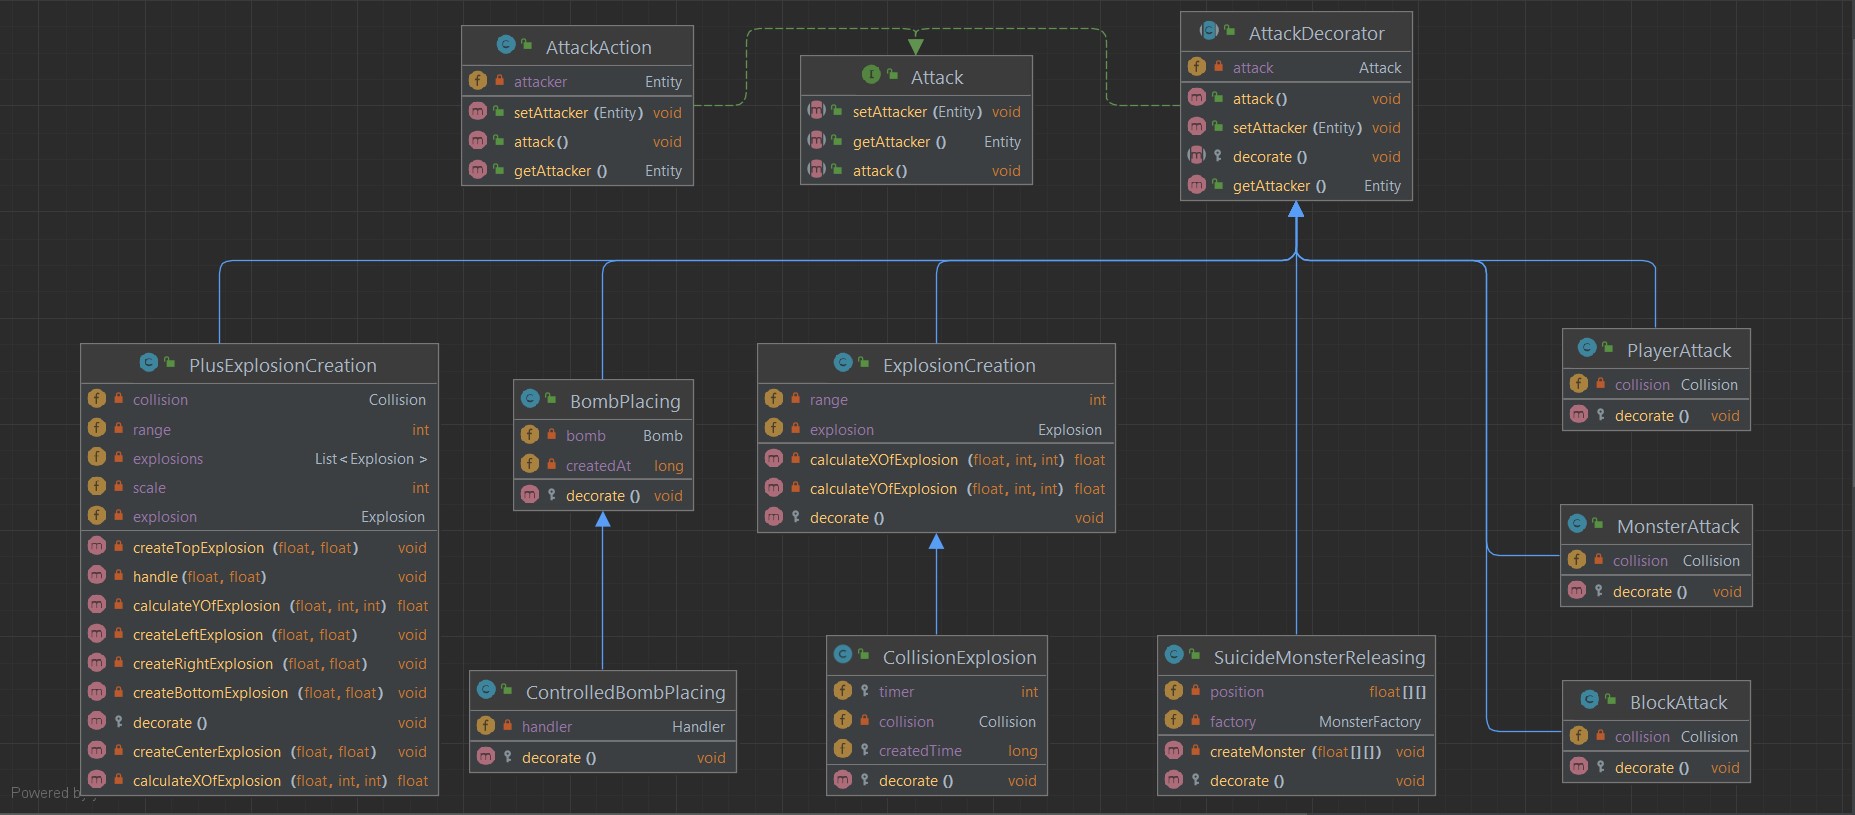 AttackAction
attacker Entity
setAttacker (Entity) void
attack() void
getAttacker () Entity
Attack
setAttacker (Entity) void
getAttacker () Entity
attack() void
AttackDecorator
attack Attack
attack() void
setAttacker (Entity) void
decorate () void
getAttacker () Entity
PlusExplosionCreation
collision Collision
range int
explosions List<Explosion >
scale int
explosion Explosion
createTopExplosion (float, float) void
handle (float, float) void
calculateYOfExplosion (float, int, int) float
createLeftExplosion (float, float) void
createRightExplosion (float, float) void
createBottomExplosion (float, float) void
decorate () void
createCenterExplosion (float, float) void
calculateXOfExplosion (float, int, int) float
BombPlacing
bomb Bomb
createdAt long
decorate () void
ExplosionCreation
range int
explosion Explosion
calculateXOfExplosion (float, int, int) float
calculateYOfExplosion (float, int, int) float
decorate () void
PlayerAttack
collision Collision
decorate () void
MonsterAttack
collision Collision
decorate () void
ControlledBombPlacing
handler Handler
decorate () void
CollisionExplosion
timer int
collision Collision
createdTime long
decorate () void
SuicideMonsterReleasing
position float[][]
factory MonsterFactory
createMonster (float[][]) void
decorate () void
BlockAttack
collision Collision
decorate () void
Powered by